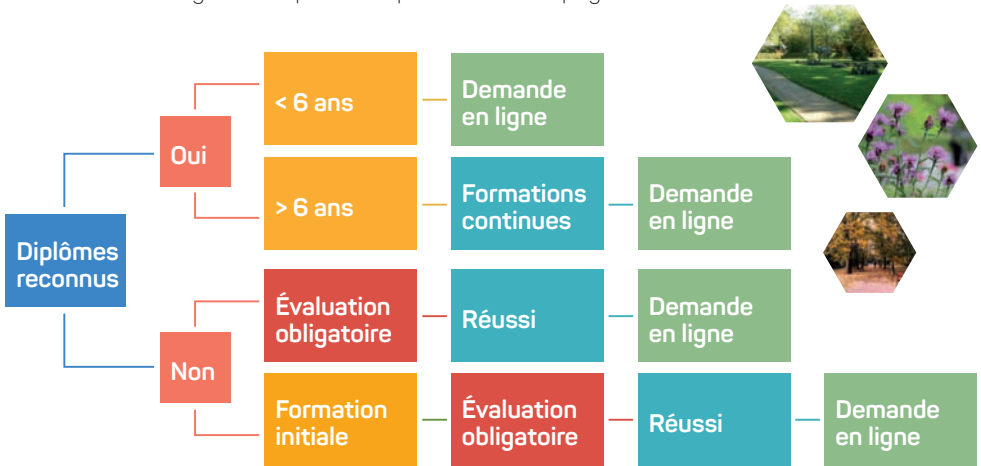 Diplômes
reconnus
Oui
< 6 ans
Demande
en ligne
> 6 ans
Formations
continues
Demande
en ligne
Non
Évaluation
obligatoire
Réussi
Demande
en ligne
Formation
initiale
Évaluation
obligatoire
Réussi
Demande
en ligne